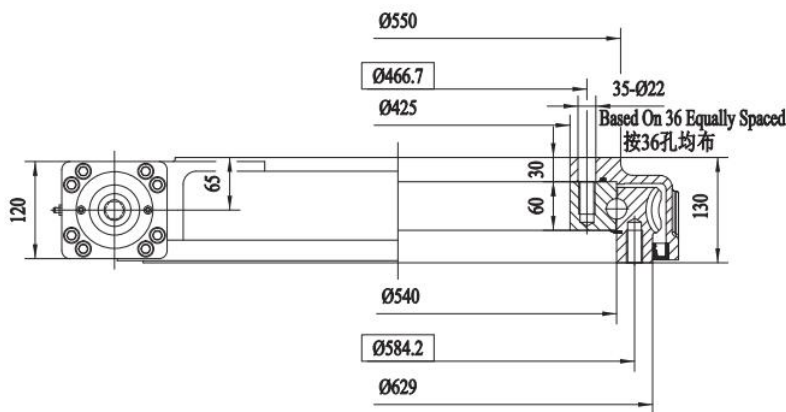 Ø550
Ø466.7
35-Ø22
Ø425
Based On 36 Equally Spaced
按36孔均布
120
65
30
60
130
Ø540
Ø584.2
Ø629